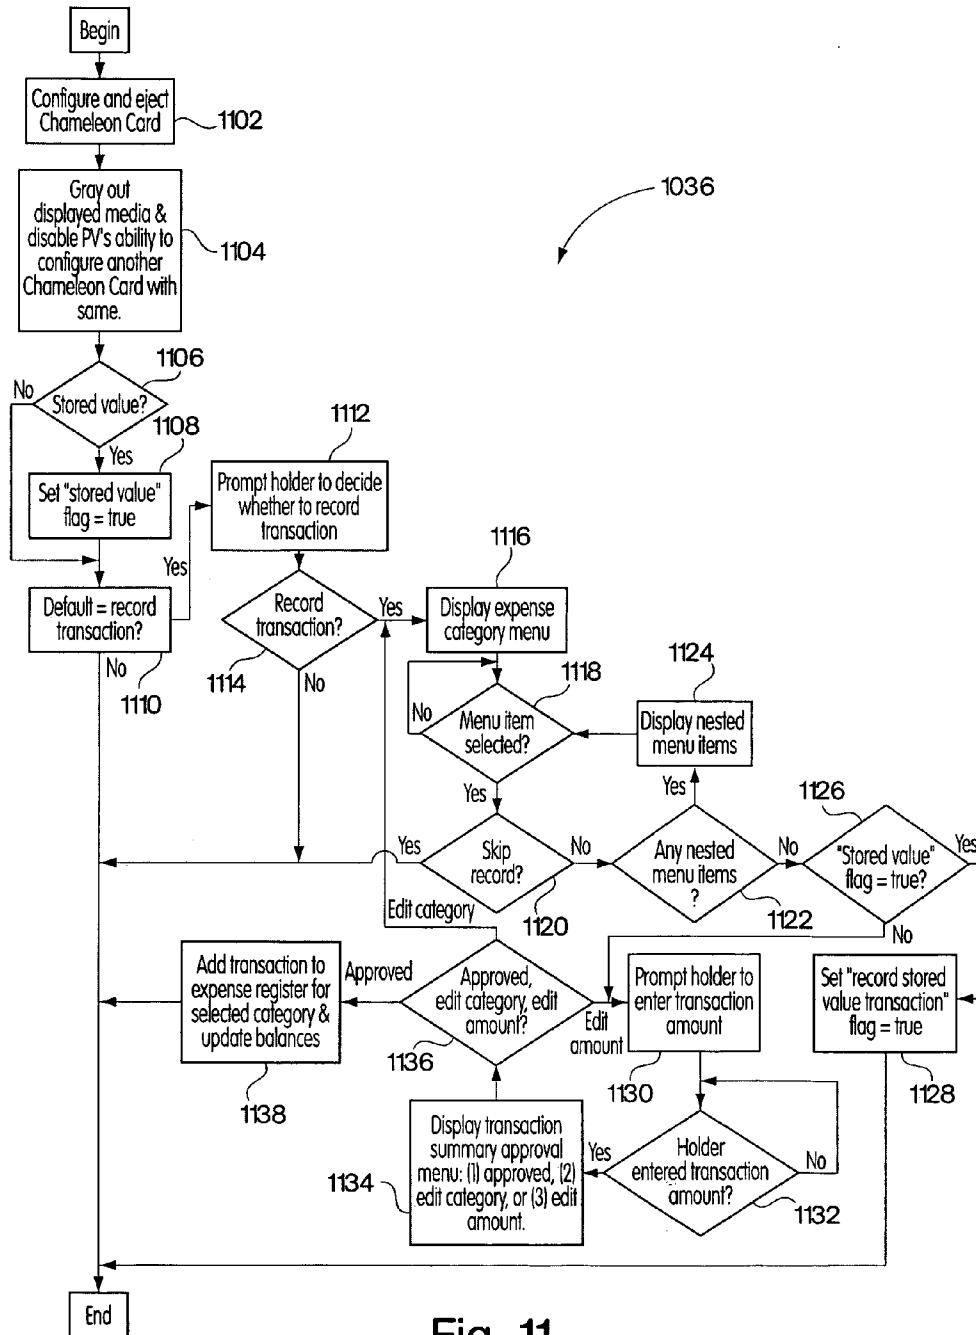 Begin
Configure and eject
Chameleon Card
1102
Gray out
displayed media &
disable PV's ability to
configure another
Chameleon Card with
same.
1104
1036
1106
No
Stored value?
Yes
1108
Set "stored value"
flag = true
Yes
Default = record
transaction?
No
1110
1112
Prompt holder to decide
whether to record
transaction
Record
transaction?
Yes
1114
No
1116
Display expense
category menu
1118
No
Menu item
selected?
Yes
1124
Display nested
menu items
Yes
Yes
Skip
record?
No
1120
Any nested
menu items
?
No
1122
1126
"Stored value"
flag = true?
Yes
No
Edit category
Add transaction to
expense register for
selected category &
update balances
1138
Approved
Approved,
edit category, edit
amount?
1136
Edit
amount
Prompt holder to
enter transaction
amount
1130
Set "record stored
value transaction"
flag = true
1128
Display transaction
summary approval
menu: (1) approved, (2)
edit category, or (3) edit
amount.
1134
Yes
Holder
entered transaction
amount?
No
1132
End
Fig. 11